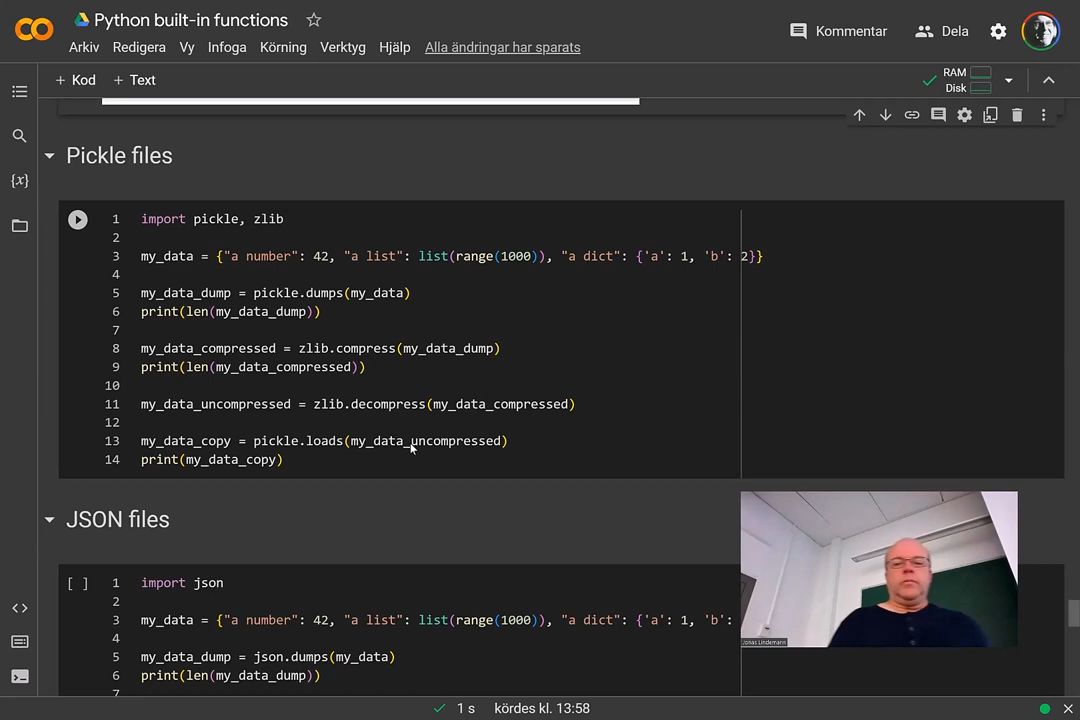 Python built-in functions
Arkiv Redigera Vy Infoga Körning Verktyg Hjälp Alla ändringar har sparats
Kommentar Dela
+ Kod + Text
RAM
Disk
Pickle files
1 import pickle, zlib
2
3 my_data = {"a number": 42, "a list": list(range(1000)), "a dict": {'a': 1, 'b': 2}}
4
5 my_data_dump = pickle.dumps(my_data)
6 print(len(my_data_dump))
7
8 my_data_compressed = zlib.compress(my_data_dump)
9 print(len(my_data_compressed))
10
11 my_data_uncompressed = zlib.decompress(my_data_compressed)
12
13 my_data_copy = pickle.loads(my_data_uncompressed)
14 print(my_data_copy)
JSON files
[ ] 1 import json
2
3 my_data = {"a number": 42, "a list": list(range(1000)), "a dict": {'a': 1, 'b':
4
5 my_data_dump = json.dumps(my_data)
6 print(len(my_data_dump))
7
Jonas Lindemann
1 s kördes kl. 13:58